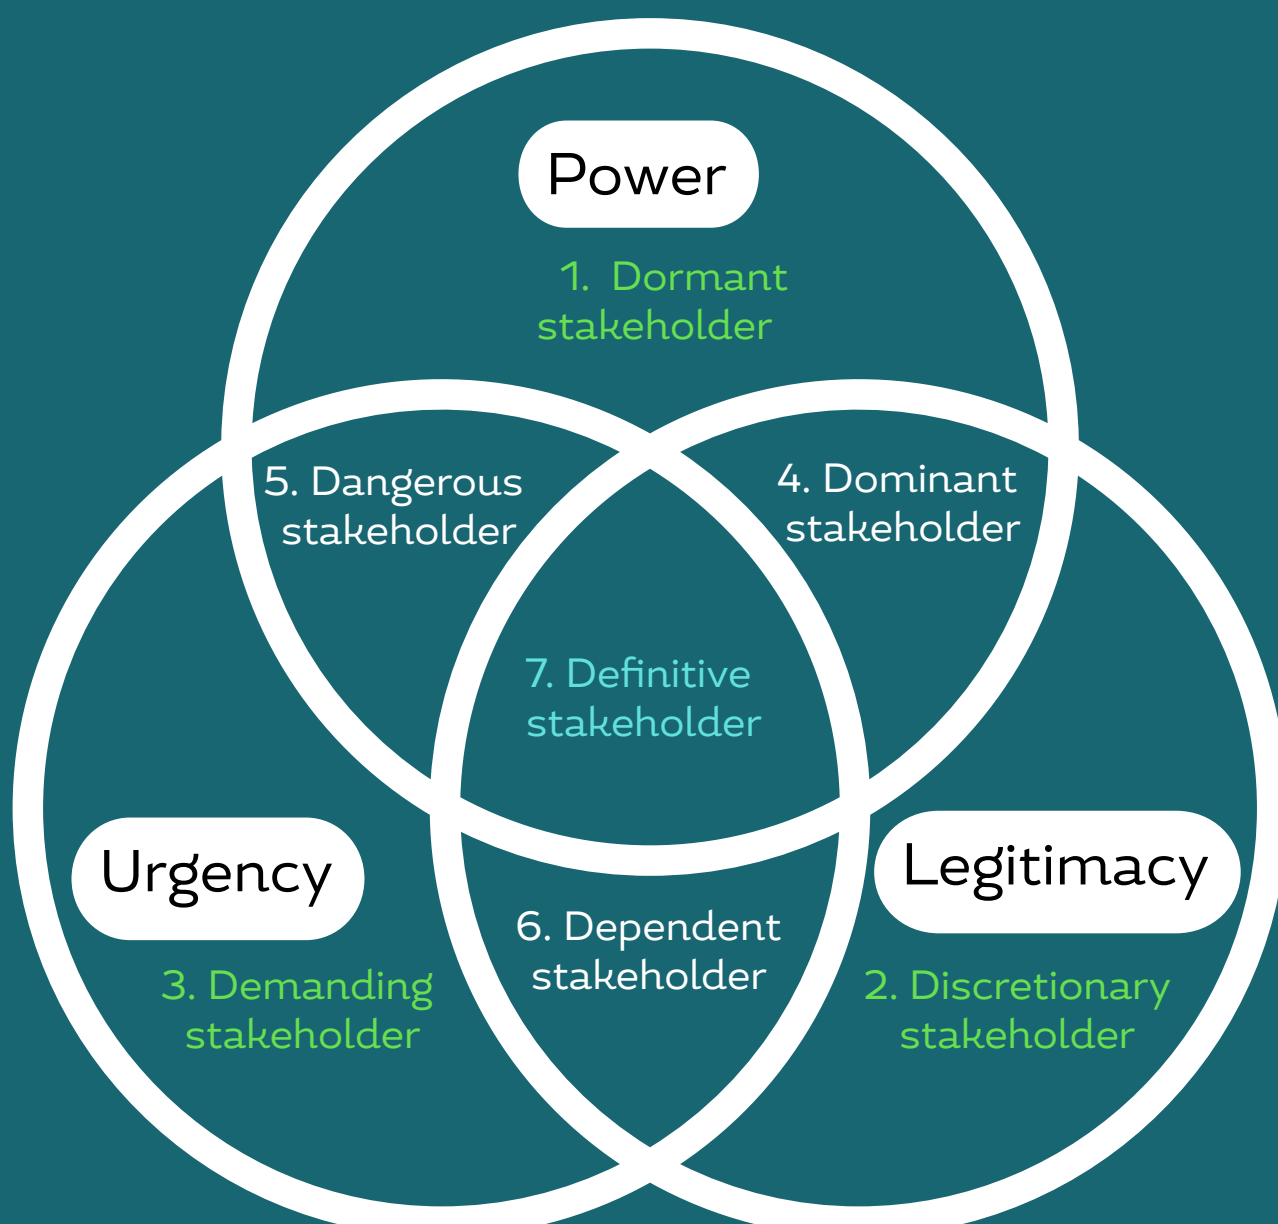 Power
1. Dormant
stakeholder
5. Dangerous
stakeholder
4. Dominant
stakeholder
7. Definitive
stakeholder
Urgency
Legitimacy
6. Dependent
stakeholder
3. Demanding
stakeholder
2. Discretionary
stakeholder